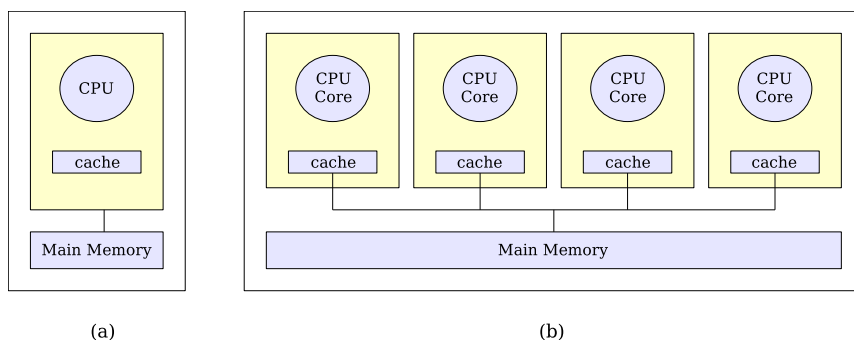 CPU
cache
Main Memory
(a)
CPU
Core
cache
CPU
Core
cache
CPU
Core
cache
CPU
Core
cache
Main Memory
(b)